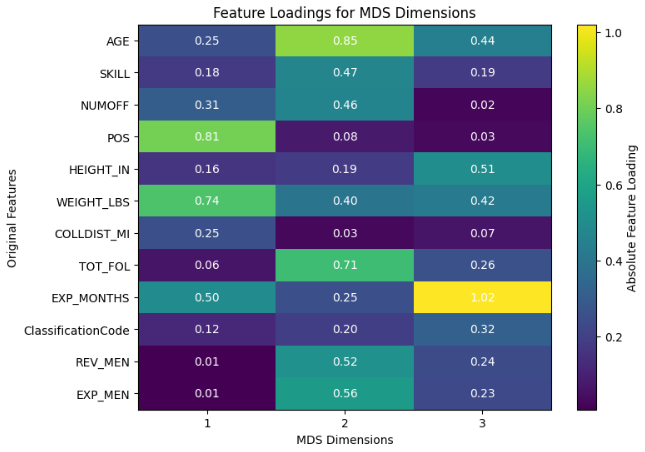 Feature Loadings for MDS Dimensions
Original Features
AGE 0.25 0.85 0.44
SKILL 0.18 0.47 0.19
NUMOFF 0.31 0.46 0.02
POS 0.81 0.08 0.03
HEIGHT_IN 0.16 0.19 0.51
WEIGHT_LBS 0.74 0.40 0.42
COLLDIST_MI 0.25 0.03 0.07
TOT_FOL 0.06 0.71 0.26
EXP_MONTHS 0.50 0.25 1.02
ClassificationCode 0.12 0.20 0.32
REV_MEN 0.01 0.52 0.24
EXP_MEN 0.01 0.56 0.23
1 2 3
MDS Dimensions
1.0
0.8
0.6
0.4
0.2
Absolute Feature Loading